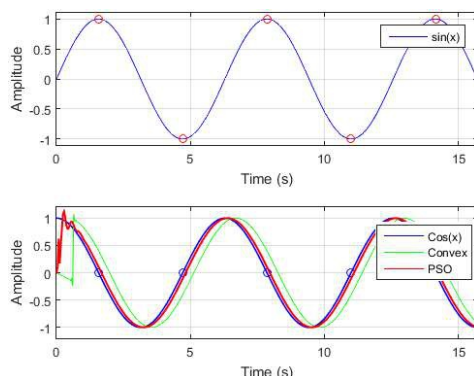 1
0.5
0
-0.5
-1
Amplitude
sin(x)
0 5 10 15
Time (s)
1
0.5
0
-0.5
-1
Amplitude
Cos(x)
Convex
PSO
0 5 10 15
Time (s)